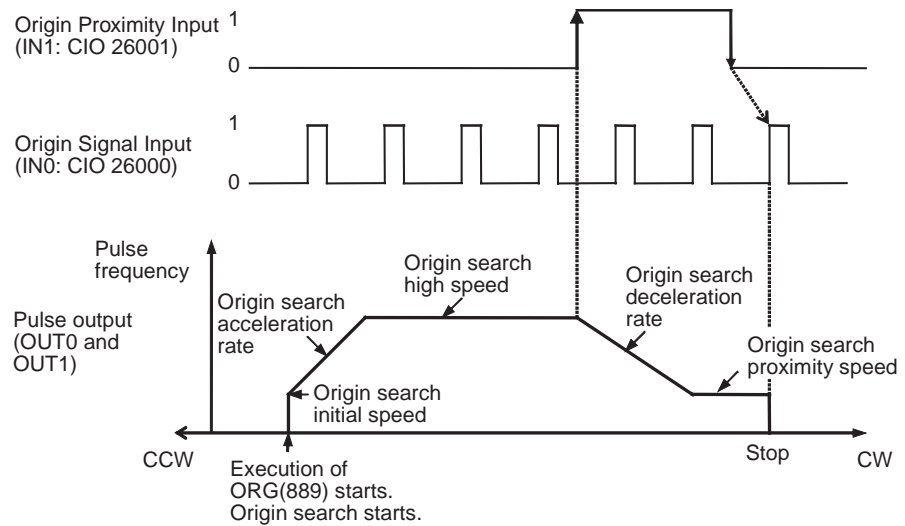 Origin Proximity Input
(IN1: CIO 26001)
1
0
Origin Signal Input
(IN0: CIO 26000)
1
0
Pulse
frequency
Pulse output
(OUT0 and
OUT1)
Origin search
acceleration
rate
Origin search
high speed
Origin search
deceleration
rate
Origin search
proximity speed
Origin search
initial speed
CCW
Execution of
ORG(889) starts.
Origin search starts.
Stop
CW